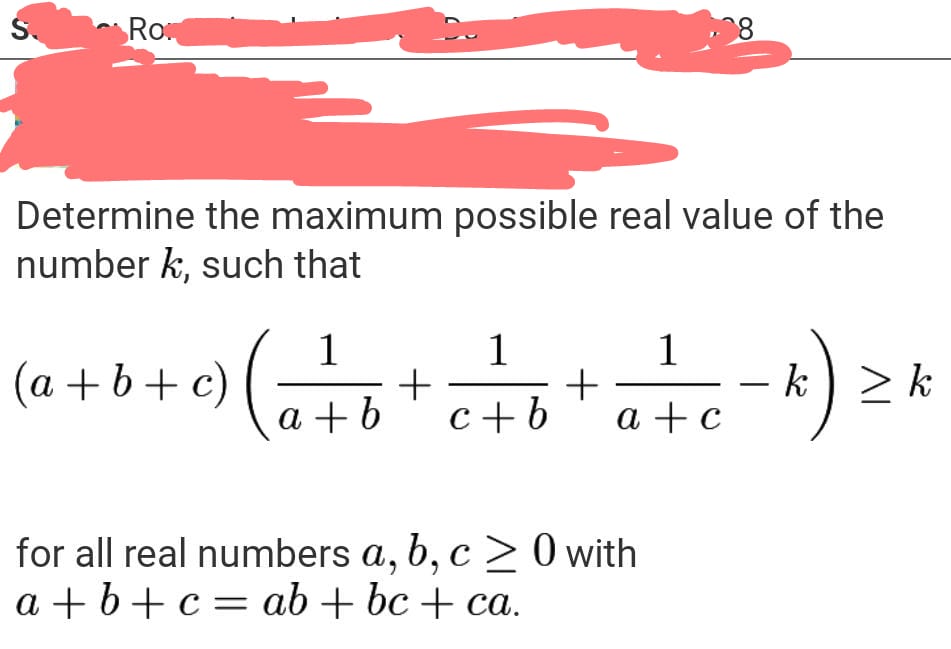 Determine the maximum possible real value of the
number k, such that
(a + b + c) ( 1/(a + b) + 1/(c + b) + 1/(a + c) − k ) ≥ k
for all real numbers a, b, c ≥ 0 with
a + b + c = ab + bc + ca.